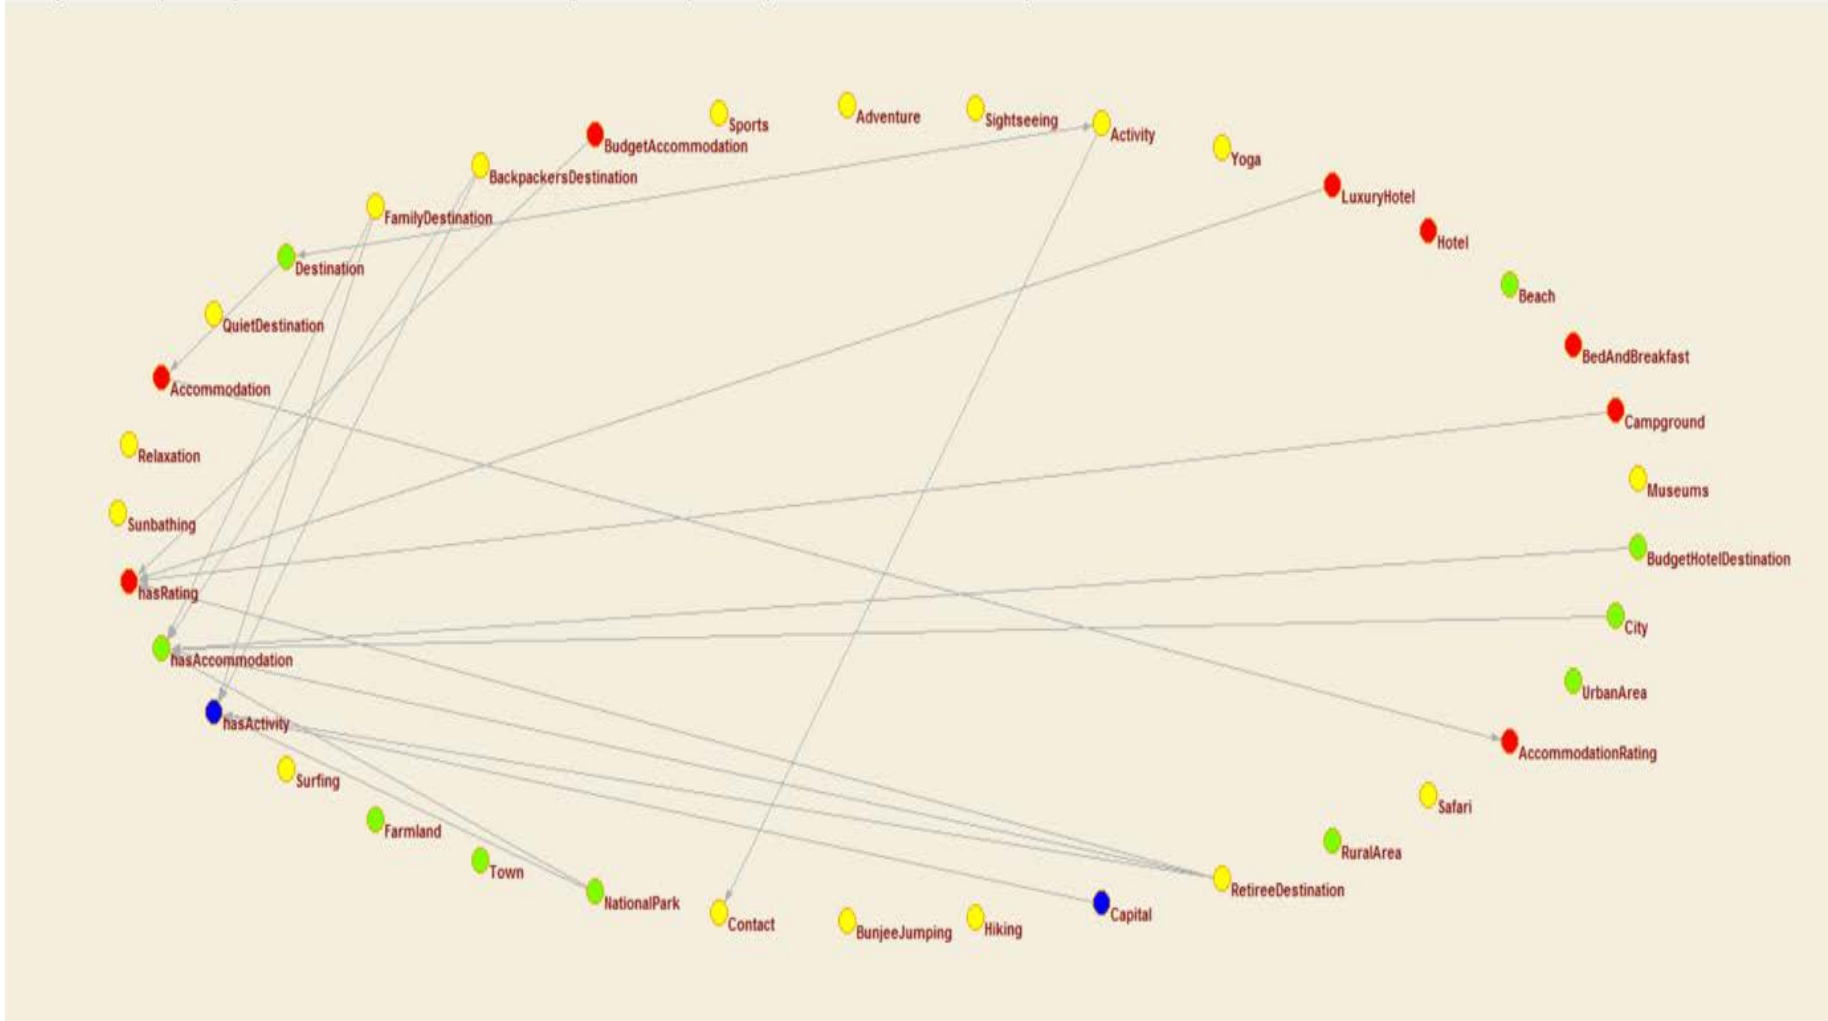 Sports
Adventure
Sightseeing
Activity
BudgetAccommodation
Yoga
BackpackersDestination
LuxuryHotel
FamilyDestination
Hotel
Destination
Beach
QuietDestination
BedAndBreakfast
Accommodation
Campground
Relaxation
Museums
Sunbathing
BudgetHotelDestination
hasRating
City
hasAccommodation
UrbanArea
hasActivity
AccommodationRating
Surfing
Safari
Farmland
RuralArea
Town
RetireeDestination
NationalPark
Capital
Contact
BunjeeJumping
Hiking